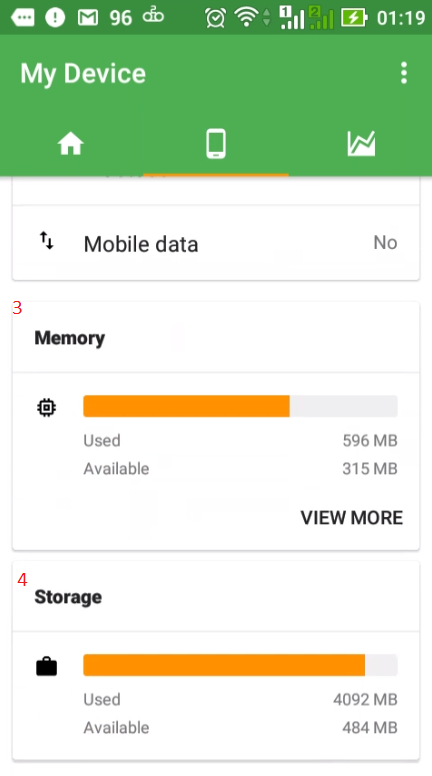 96 01:19
1 2
My Device
Mobile data No
3
Memory
Used 596 MB
Available 315 MB
VIEW MORE
4
Storage
Used 4092 MB
Available 484 MB